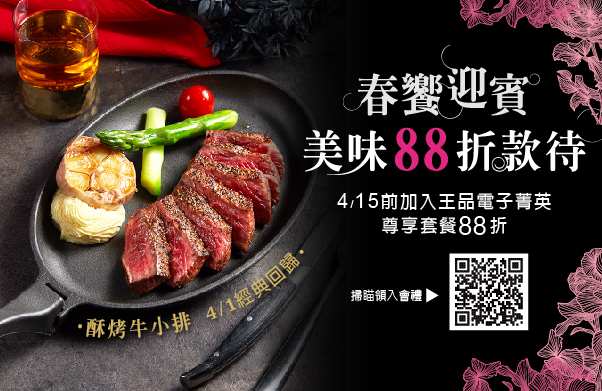 春饗迎賓
美味88折款待
4/15前加入王品電子菁英
尊享套餐88折
掃瞄領入會禮▶
•酥烤牛小排 4/1經典回歸•